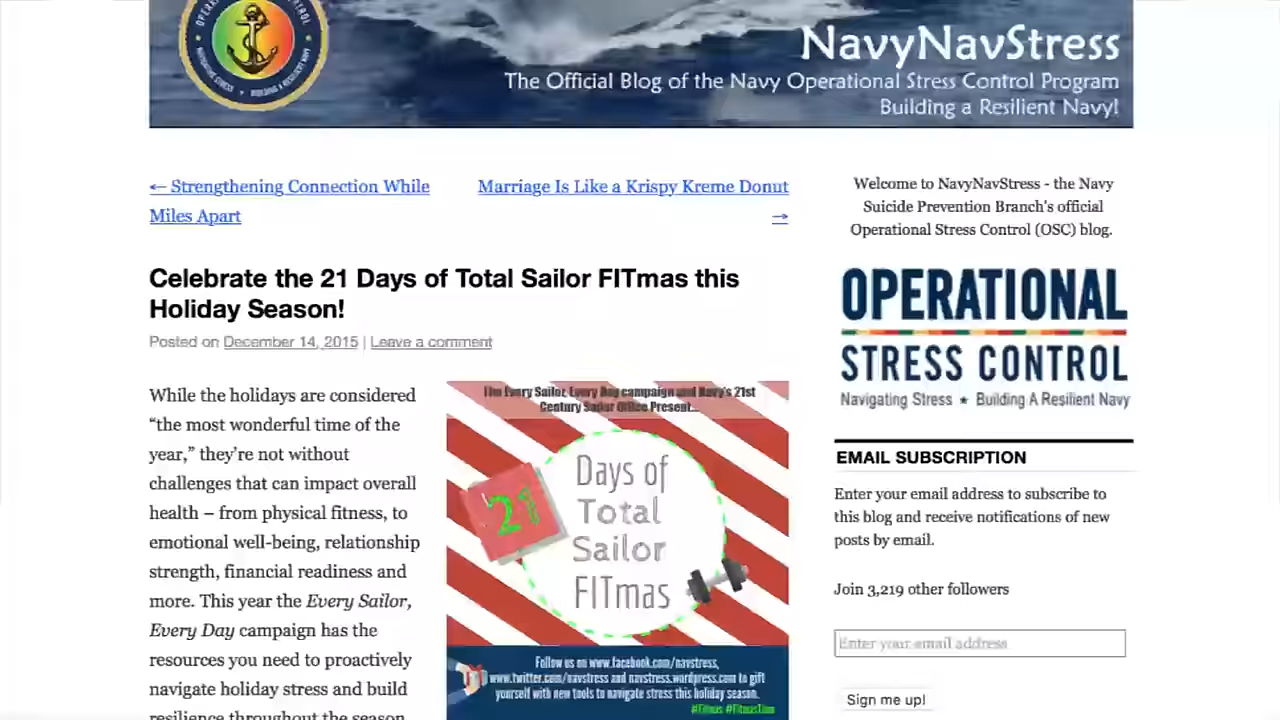 NavyNavStress
The Official Blog of the Navy Operational Stress Control Program
Building a Resilient Navy!
← Strengthening Connection While
Miles Apart
Marriage Is Like a Krispy Kreme Donut
→
Celebrate the 21 Days of Total Sailor FITmas this
Holiday Season!
Posted on December 14, 2015 | Leave a comment
While the holidays are considered
“the most wonderful time of the
year,” they’re not without
challenges that can impact overall
health – from physical fitness, to
emotional well-being, relationship
strength, financial readiness and
more. This year the Every Sailor,
Every Day campaign has the
resources you need to proactively
navigate holiday stress and build
resilience throughout the season
The Every Sailor, Every Day campaign and Navy's 21st
Century Sailor Office Present...
21
Days of
Total
Sailor
FITmas
Follow us on www.facebook.com/navstress,
www.twitter.com/navstress and navstress.wordpress.com to gift
yourself with new tools to navigate stress this holiday season.
Welcome to NavyNavStress - the Navy
Suicide Prevention Branch's official
Operational Stress Control (OSC) blog.
OPERATIONAL
STRESS CONTROL
Navigating Stress ★ Building A Resilient Navy
EMAIL SUBSCRIPTION
Enter your email address to subscribe to
this blog and receive notifications of new
posts by email.
Join 3,219 other followers
Enter your email address
Sign me up!